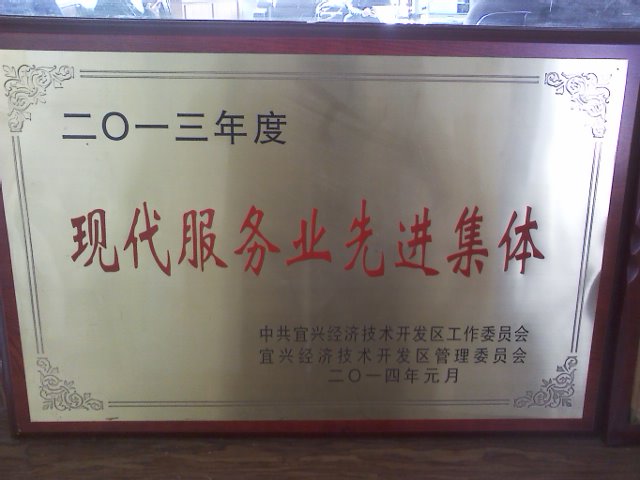 二〇一三年度
现代服务业先进集体
中共宜兴经济技术开发区工作委员会
宜兴经济技术开发区管理委员会
二〇一四年元月